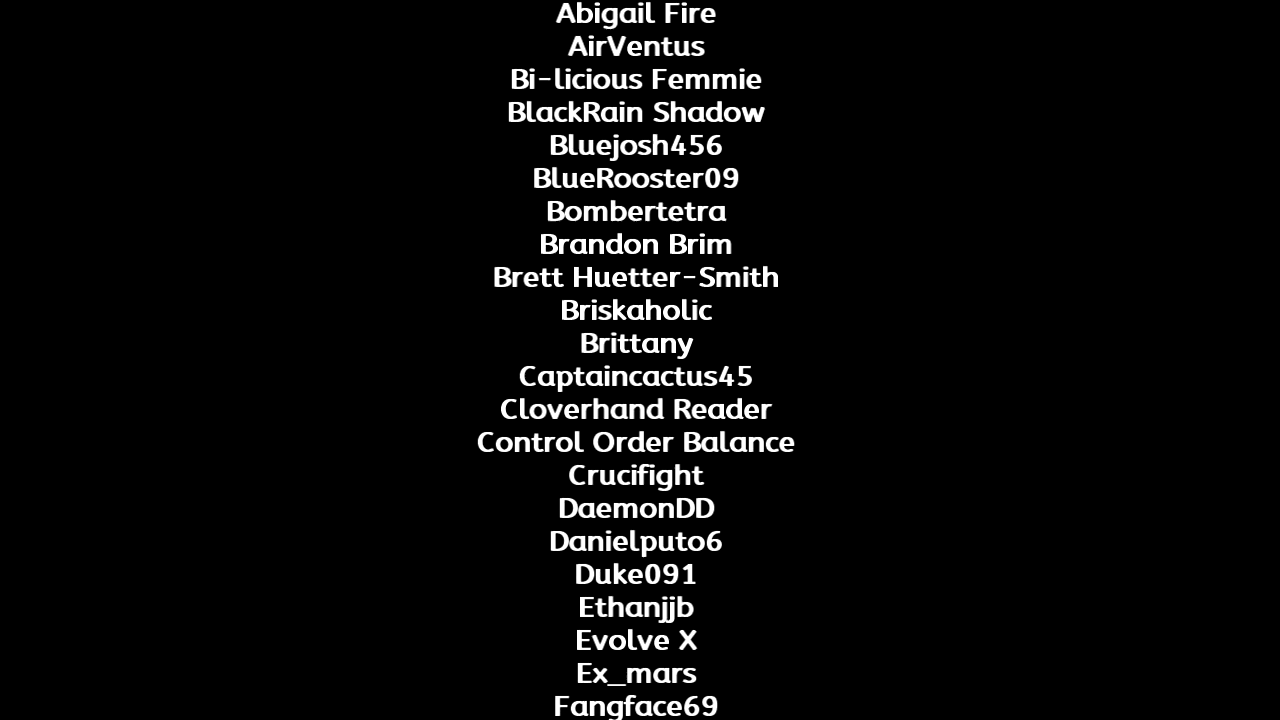 Abigail Fire
AirVentus
Bi-licious Femmie
BlackRain Shadow
Bluejosh456
BlueRooster09
Bombertetra
Brandon Brim
Brett Huetter-Smith
Briskaholic
Brittany
Captaincactus45
Cloverhand Reader
Control Order Balance
Crucifight
DaemonDD
Danielputo6
Duke091
Ethanjjb
Evolve X
Ex_mars
Fangface69